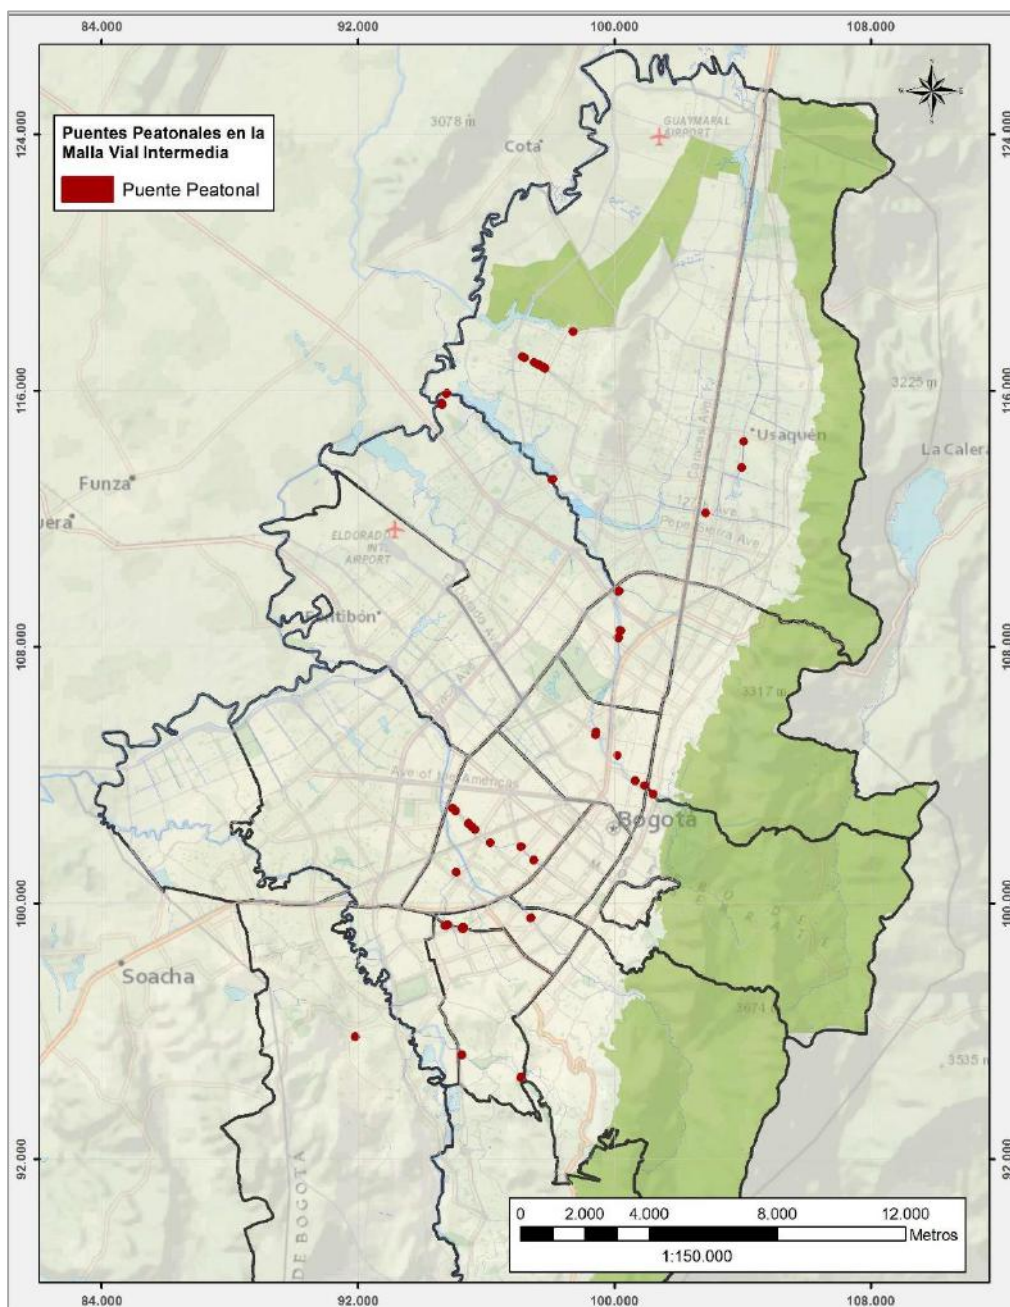 84.000 92.000 100.000 108.000
124.000
124.000
Puentes Peatonales en la
Malla Vial Intermedia
Puente Peatonal
3078 m
Cota
GUAYMARAL
AIRPORT
116.000
116.000
3225 m
Usaquén
La Calera
Caracas Ave
Funza
127th Ave
Pepe Sierra Ave
ELDORADO
INTL
AIRPORT
Fontibón
108.000
108.000
3317 m
Ave of the Americas
Bogotá
100.000
100.000
Soacha
3674 m
3535 m
92.000
92.000
DE BOGOTA
0 2.000 4.000 8.000 12.000
Metros
1:150.000
84.000 92.000 100.000 108.000